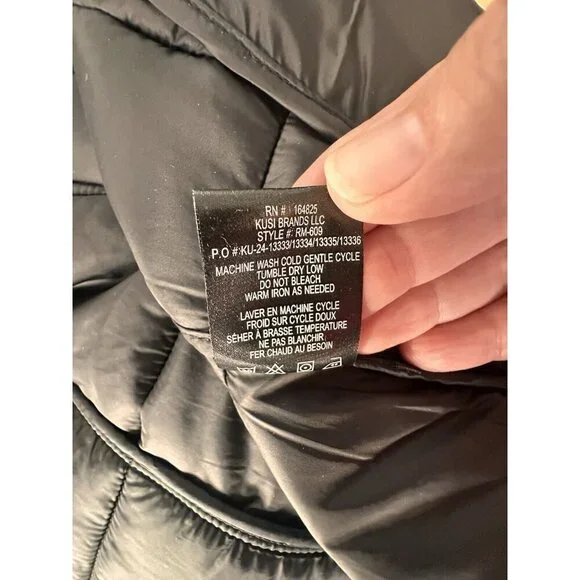 RN # 164825
KUSI BRANDS LLC
STYLE #: RM-609
P.O #:KU-24-13333/13334/13335/13336
MACHINE WASH COLD GENTLE CYCLE
TUMBLE DRY LOW
DO NOT BLEACH
WARM IRON AS NEEDED
LAVER EN MACHINE CYCLE
FROID SUR CYCLE DOUX
SÉHER À BRASSE TEMPERATURE
NE PAS BLANCHIR
FER CHAUD AU BESOIN